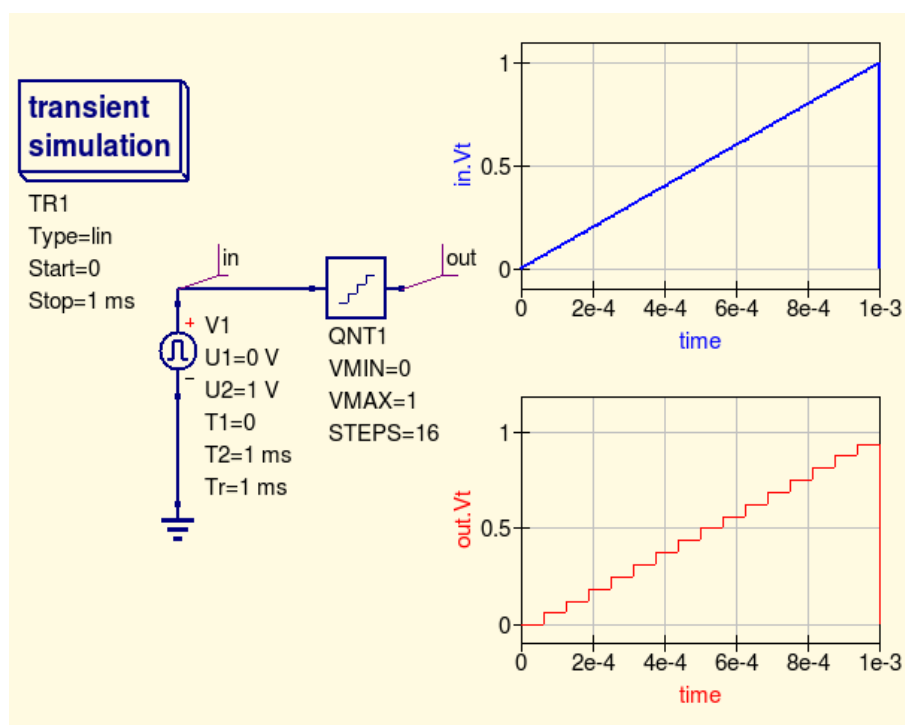 transient
simulation
TR1
Type=lin
Start=0
Stop=1 ms
in
out
+ V1
−
U1=0 V
U2=1 V
T1=0
T2=1 ms
Tr=1 ms
QNT1
VMIN=0
VMAX=1
STEPS=16
in.Vt
1
0.5
0
0 2e-4 4e-4 6e-4 8e-4 1e-3
time
out.Vt
1
0.5
0
0 2e-4 4e-4 6e-4 8e-4 1e-3
time